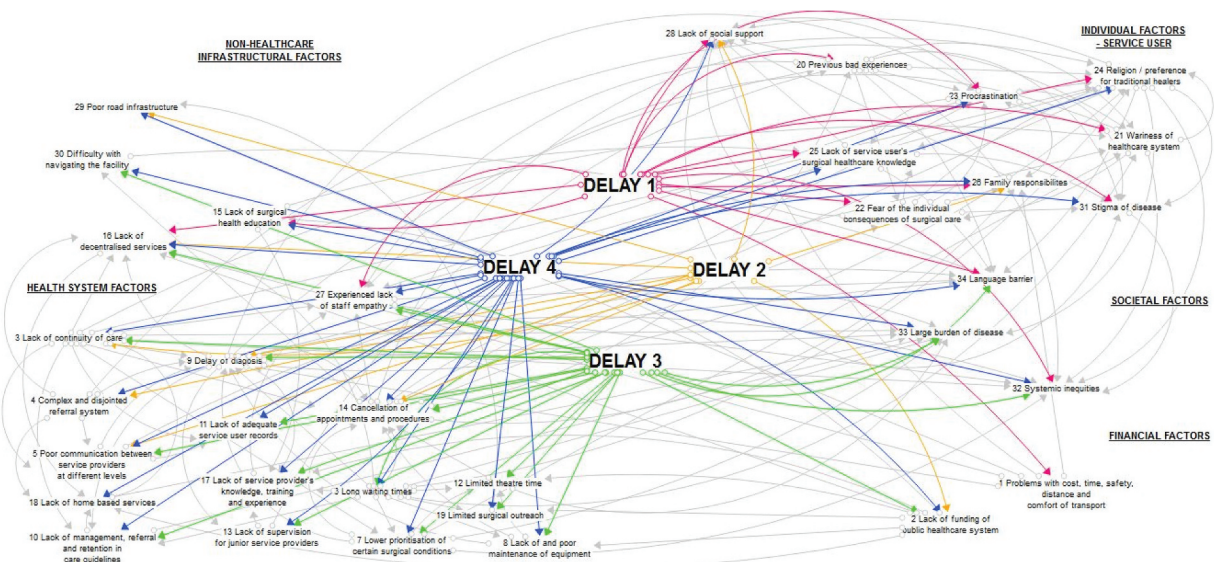 NON-HEALTHCARE
INFRASTRUCTURAL FACTORS
28 Lack of social support
INDIVIDUAL FACTORS
- SERVICE USER
20 Previous bad experiences
24 Religion / preference
for traditional healers
29 Poor road infrastructure
23 Procrastination
21 Wariness of
healthcare system
30 Difficulty with
navigating the facility
25 Lack of service user's
surgical healthcare knowledge
DELAY 1
26 Family responsibilites
15 Lack of surgical
health education
22 Fear of the individual
consequences of surgical care
31 Stigma of disease
16 Lack of
decentralised services
DELAY 4
DELAY 2
34 Language barrier
HEALTH SYSTEM FACTORS
27 Experienced lack
of staff empathy
SOCIETAL FACTORS
3 Lack of continuity of care
33 Large burden of disease
9 Delay of diaposis
DELAY 3
32 Systemic inequities
4 Complex and disjointed
referral system
14 Cancellation of
appointments and procedures
11 Lack of adequate
service user records
FINANCIAL FACTORS
5 Poor communication between
service providers
at different levels
17 Lack of service provider's
knowledge, training
and experience
3 Long waiting times
12 Limited theatre time
1 Problems with cost, time, safety,
distance and
comfort of transport
18 Lack of home based services
19 Limited surgical outreach
2 Lack of funding of
public healthcare system
10 Lack of management, referral
and retention in
care guidelines
13 Lack of supervision
for junior service providers
7 Lower prioritisation of
certain surgical conditions
8 Lack of and poor
maintenance of equipment